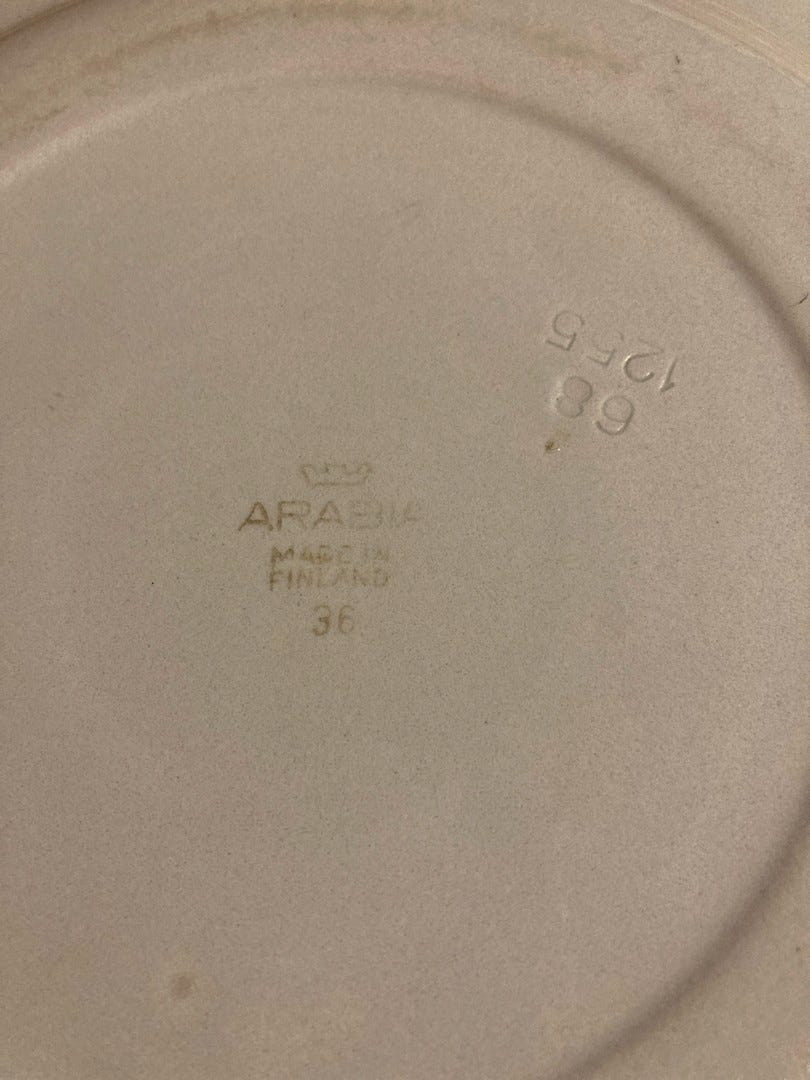 ARABIA
MADE IN
FINLAND
36
68
1255